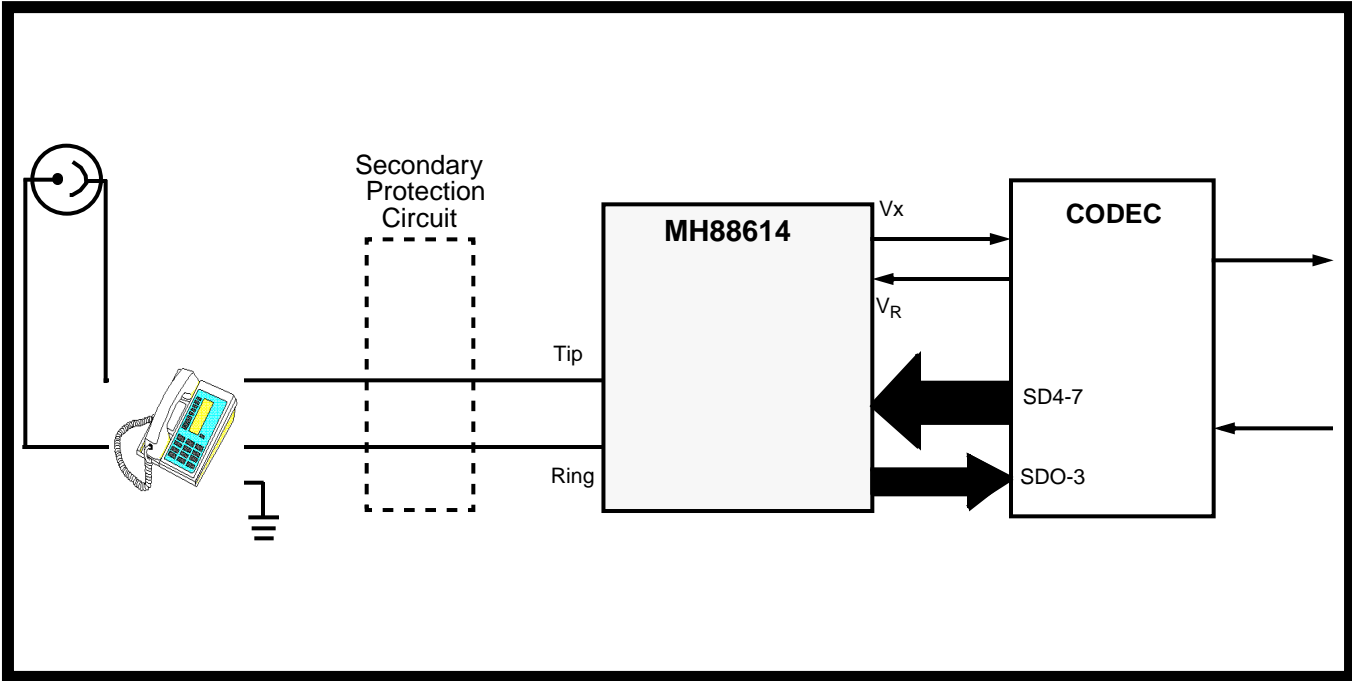 Secondary
Protection
Circuit
MH88614
Vx
CODEC
VR
Tip
SD4-7
Ring
SDO-3